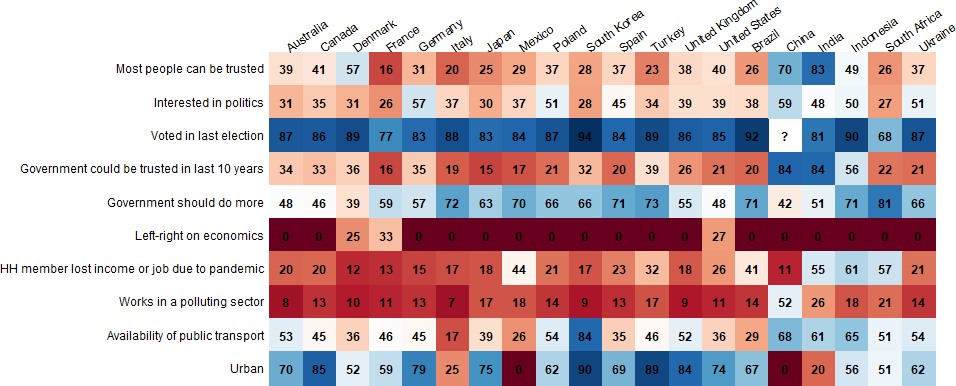 Australia Canada Denmark France Germany Italy Japan Mexico Poland South Korea Spain Turkey United Kingdom United States Brazil China India Indonesia South Africa Ukraine
Most people can be trusted 39 41 57 16 31 20 25 29 37 28 37 23 38 40 26 70 83 49 26 37
Interested in politics 31 35 31 26 57 37 30 37 51 28 45 34 39 39 38 59 48 50 27 51
Voted in last election 87 86 89 77 83 88 83 84 87 94 84 89 86 85 92 ? 81 90 68 87
Government could be trusted in last 10 years 34 33 36 16 35 19 15 17 21 32 20 39 26 21 20 84 84 56 22 21
Government should do more 48 46 39 59 57 72 63 70 66 66 71 73 55 48 71 42 51 71 81 66
Left-right on economics 0 0 25 33 0 0 0 0 0 0 0 0 0 27 0 0 0 0 0 0
HH member lost income or job due to pandemic 20 20 12 13 15 17 18 44 21 17 23 32 18 26 41 11 55 61 57 21
Works in a polluting sector 8 13 10 11 13 7 17 18 14 9 13 17 9 11 14 52 26 18 21 14
Availability of public transport 53 45 36 46 45 17 39 26 54 84 35 46 52 36 29 68 61 65 51 54
Urban 70 85 52 59 79 25 75 0 62 90 69 89 84 74 67 0 20 56 56 62